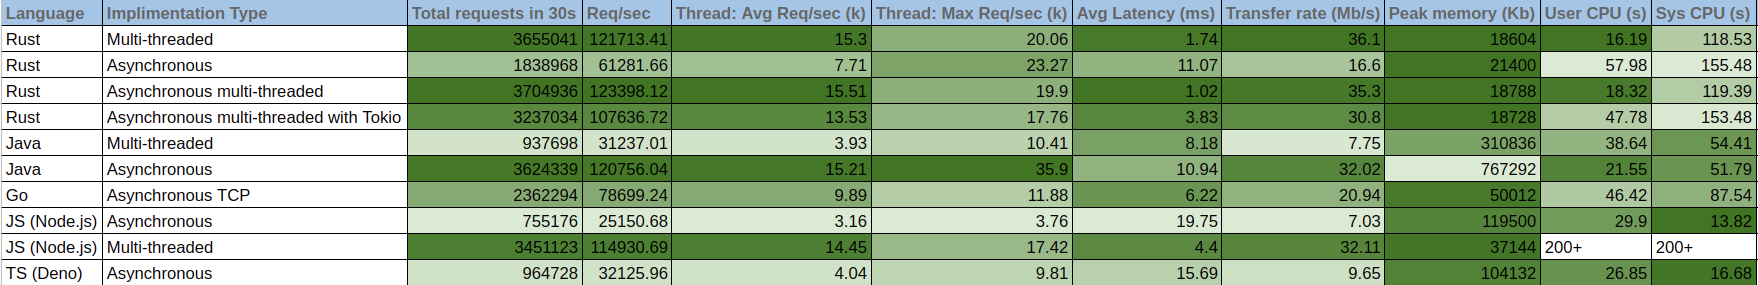 Language Implimentation Type Total requests in 30s Req/sec Thread: Avg Req/sec (k) Thread: Max Req/sec (k) Avg Latency (ms) Transfer rate (Mb/s) Peak memory (Kb) User CPU (s) Sys CPU (s)
Rust Multi-threaded 3655041 121713.41 15.3 20.06 1.74 36.1 18604 16.19 118.53
Rust Asynchronous 1838968 61281.66 7.71 23.27 11.07 16.6 21400 57.98 155.48
Rust Asynchronous multi-threaded 3704936 123398.12 15.51 19.9 1.02 35.3 18788 18.32 119.39
Rust Asynchronous multi-threaded with Tokio 3237034 107636.72 13.53 17.76 3.83 30.8 18728 47.78 153.48
Java Multi-threaded 937698 31237.01 3.93 10.41 8.18 7.75 310836 38.64 54.41
Java Asynchronous 3624339 120756.04 15.21 35.9 10.94 32.02 767292 21.55 51.79
Go Asynchronous TCP 2362294 78699.24 9.89 11.88 6.22 20.94 50012 46.42 87.54
JS (Node.js) Asynchronous 755176 25150.68 3.16 3.76 19.75 7.03 119500 29.9 13.82
JS (Node.js) Multi-threaded 3451123 114930.69 14.45 17.42 4.4 32.11 37144 200+ 200+
TS (Deno) Asynchronous 964728 32125.96 4.04 9.81 15.69 9.65 104132 26.85 16.68